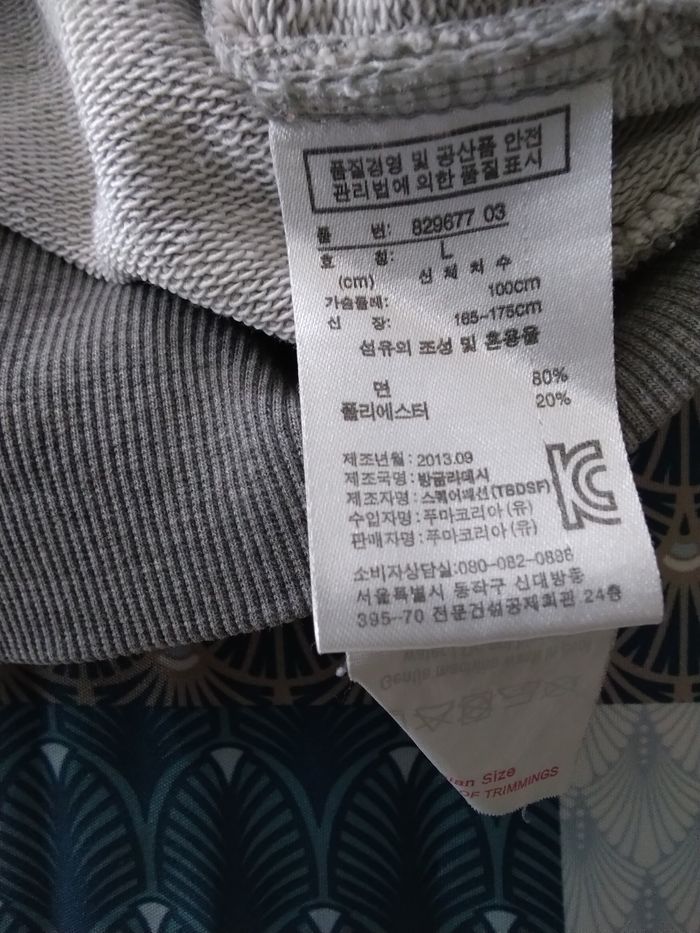 품질경영 및 공산품 안전
관리법에 의한 품질표시
품 번: 829677 03
호 칭: L
(cm) 신 체 치 수
가슴둘레: 100cm
신 장: 165~175cm
섬유의 조성 및 혼용율
면 80%
폴리에스터 20%
제조년월: 2013.09
제조국명: 방글라데시
제조자명: 스퀘어패션(TBDSF)
수입자명: 푸마코리아(유)
판매자명: 푸마코리아(유)
소비자상담실:080-082-0898
서울특별시 동작구 신대방동
395-70 전문건설공제회관 24층
Gentle machine wash
Size
OF TRIMMINGS